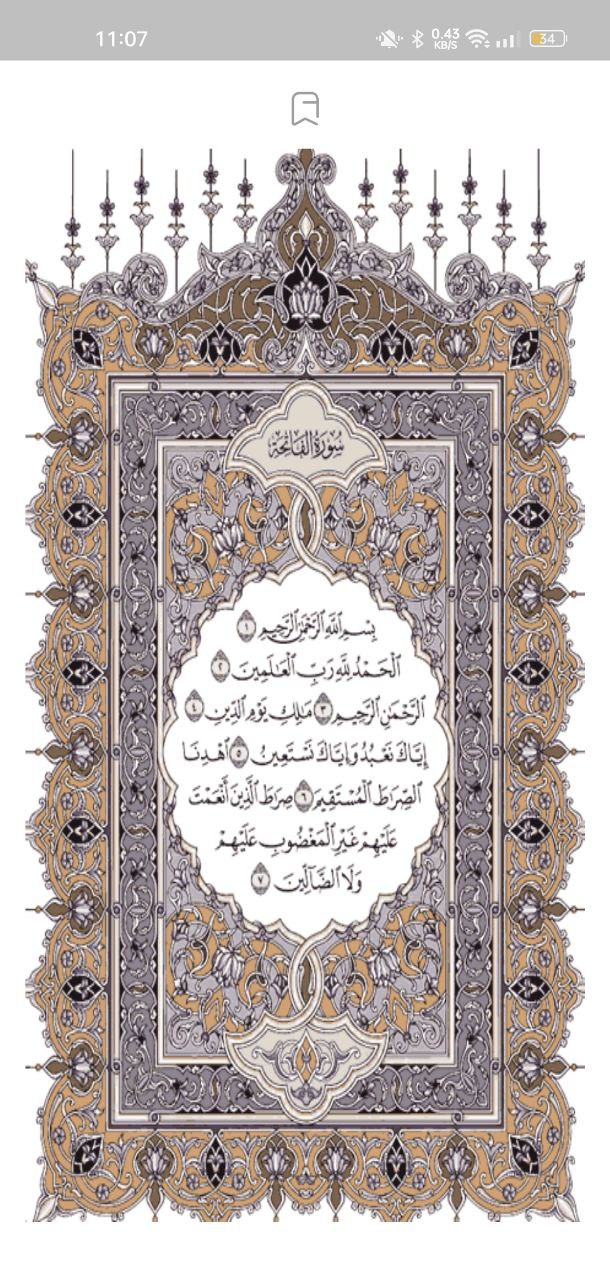 11:07
0.43
KB/S
34
سُورَةُ الفَاتِحَةِ
بِسْمِ ٱللَّهِ ٱلرَّحْمَٰنِ ٱلرَّحِيمِ ١
ٱلْحَمْدُ لِلَّهِ رَبِّ ٱلْعَٰلَمِينَ ٢
ٱلرَّحْمَٰنِ ٱلرَّحِيمِ ٣ مَٰلِكِ يَوْمِ ٱلدِّينِ ٤
إِيَّاكَ نَعْبُدُ وَإِيَّاكَ نَسْتَعِينُ ٥ ٱهْدِنَا
ٱلصِّرَٰطَ ٱلْمُسْتَقِيمَ ٦ صِرَٰطَ ٱلَّذِينَ أَنْعَمْتَ
عَلَيْهِمْ غَيْرِ ٱلْمَغْضُوبِ عَلَيْهِمْ
وَلَا ٱلضَّآلِّينَ ٧